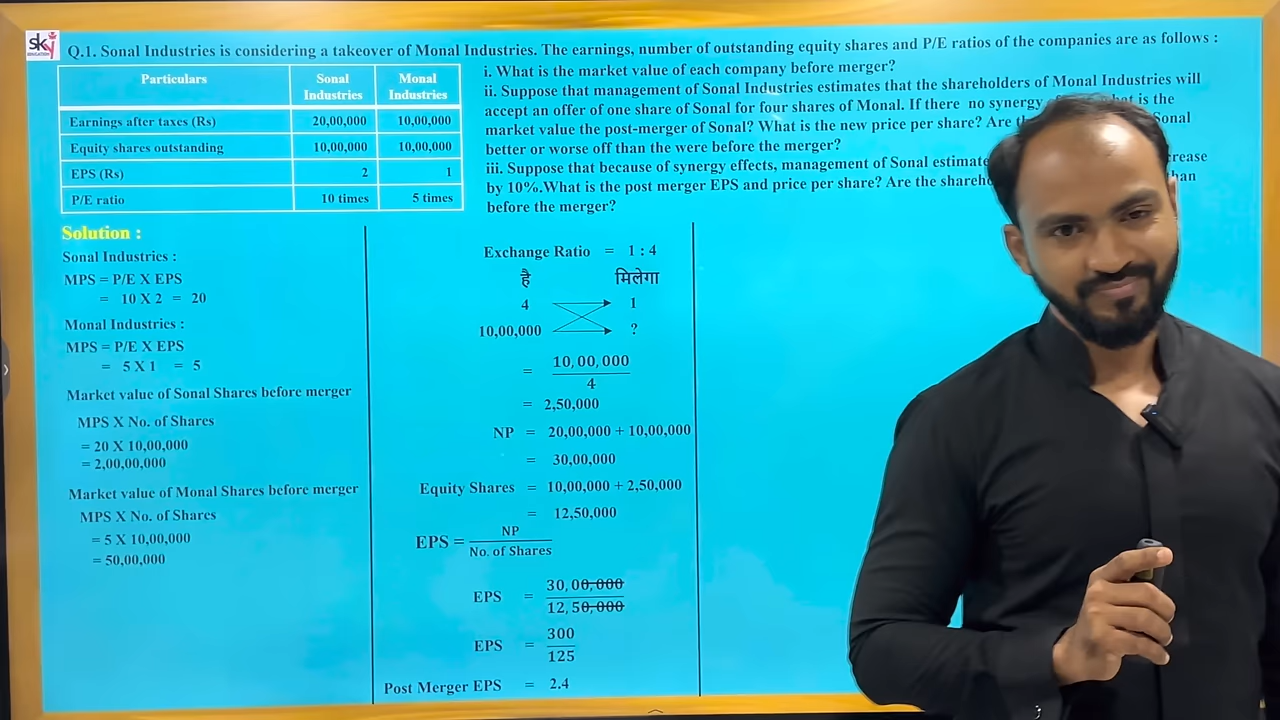 sky
EDUCATION
Q.1. Sonal Industries is considering a takeover of Monal Industries. The earnings, number of outstanding equity shares and P/E ratios of the companies are as follows :
Particulars Sonal Industries Monal Industries
Earnings after taxes (Rs) 20,00,000 10,00,000
Equity shares outstanding 10,00,000 10,00,000
EPS (Rs) 2 1
P/E ratio 10 times 5 times
i. What is the market value of each company before merger?
ii. Suppose that management of Sonal Industries estimates that the shareholders of Monal Industries will
accept an offer of one share of Sonal for four shares of Monal. If there no synergy is the
market value the post-merger of Sonal? What is the new price per share? Are Sonal
better or worse off than the were before the merger?
iii. Suppose that because of synergy effects, management of Sonal
by 10%.What is the post merger EPS and price per share? Are the
before the merger?
Solution :
Sonal Industries :
MPS = P/E X EPS
= 10 X 2 = 20
Monal Industries :
MPS = P/E X EPS
= 5 X 1 = 5
Market value of Sonal Shares before merger
MPS X No. of Shares
= 20 X 10,00,000
= 2,00,00,000
Market value of Monal Shares before merger
MPS X No. of Shares
= 5 X 10,00,000
= 50,00,000
Exchange Ratio = 1 : 4
है मिलेगा
4 1
10,00,000 ?
= 10,00,000
4
= 2,50,000
NP = 20,00,000 + 10,00,000
= 30,00,000
Equity Shares = 10,00,000 + 2,50,000
= 12,50,000
EPS = NP
No. of Shares
EPS = 30,00,000
12,50,000
EPS = 300
125
Post Merger EPS = 2.4